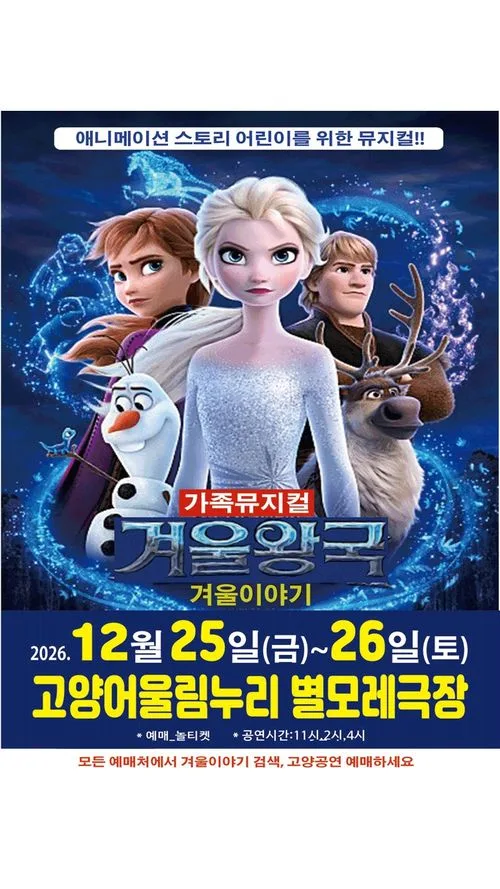 애니메이션 스토리 어린이를 위한 뮤지컬!!
가족뮤지컬
겨울왕국
겨울이야기
2026. 12월 25일(금)~26일(토)
고양어울림누리 별모레극장
* 예매_놀티켓 * 공연시간:11시,2시,4시
모든 예매처에서 겨울이야기 검색, 고양공연 예매하세요